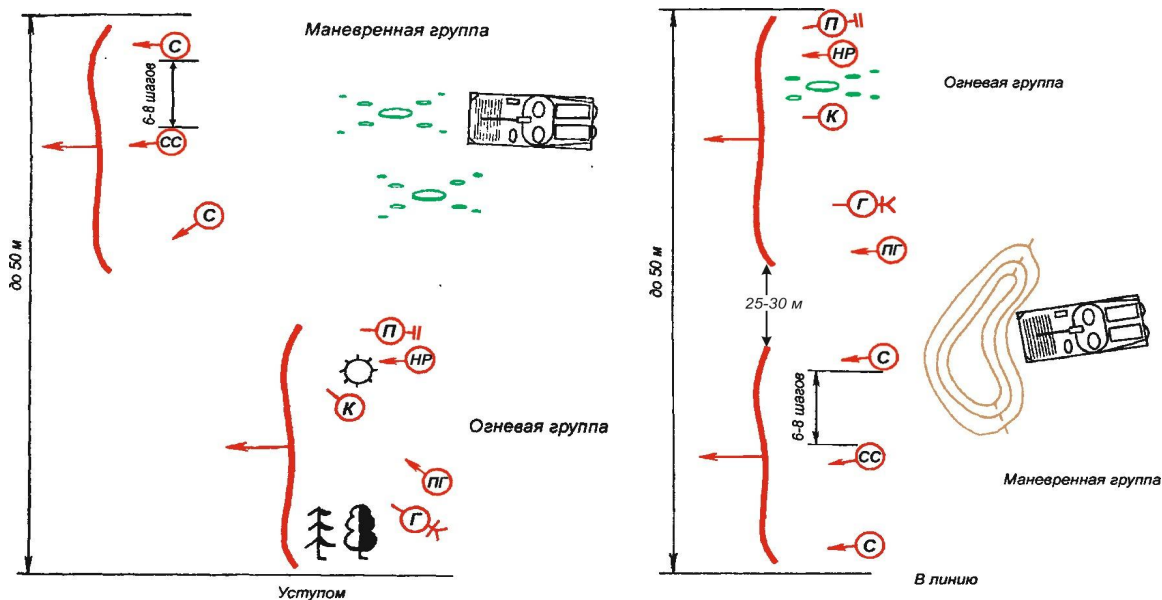 Маневренная группа
С
6-8 шагов
СС
С
до 50 м
П
НР
К
Огневая группа
ПГ
Г
Уступом
П
НР
Огневая группа
К
Г
ПГ
до 50 м
25-30 м
С
6-8 шагов
СС
Маневренная группа
С
В линию